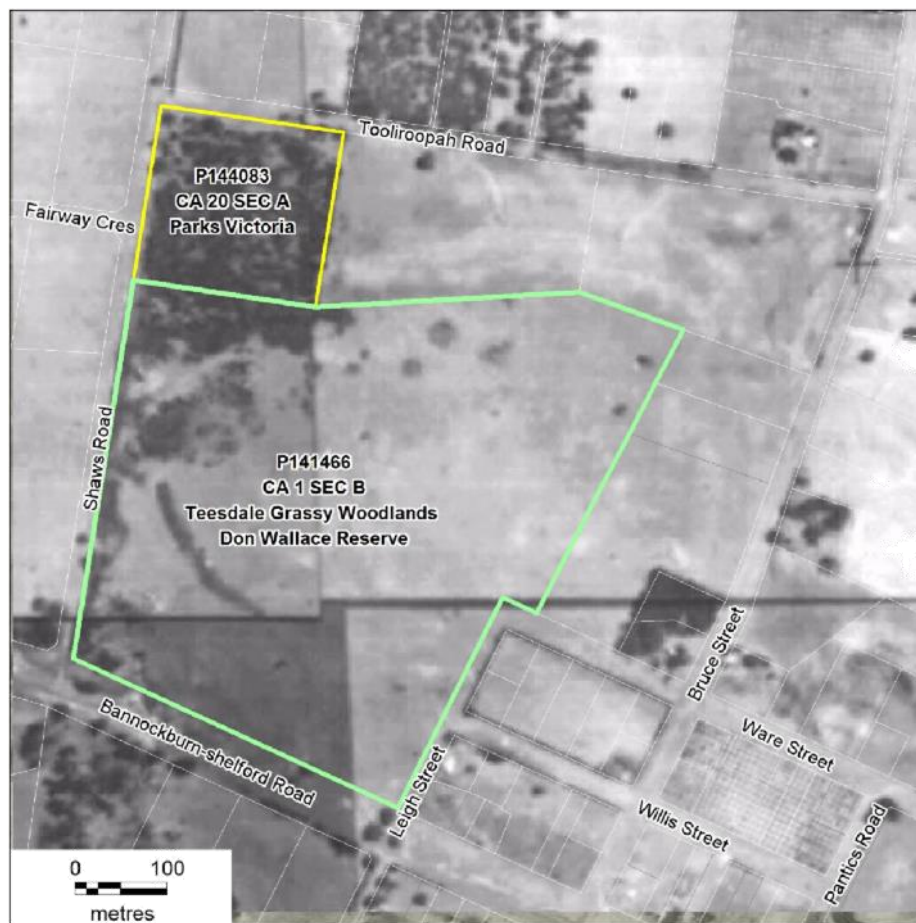 Tooliroopah Road
P144083
CA 20 SEC A
Parks Victoria
Fairway Cres
Shaws Road
P141466
CA 1 SEC B
Teesdale Grassy Woodlands
Don Wallace Reserve
Bruce Street
Bannockburn-shelford Road
Leigh Street
Ware Street
Willis Street
Pantics Road
0 100
metres